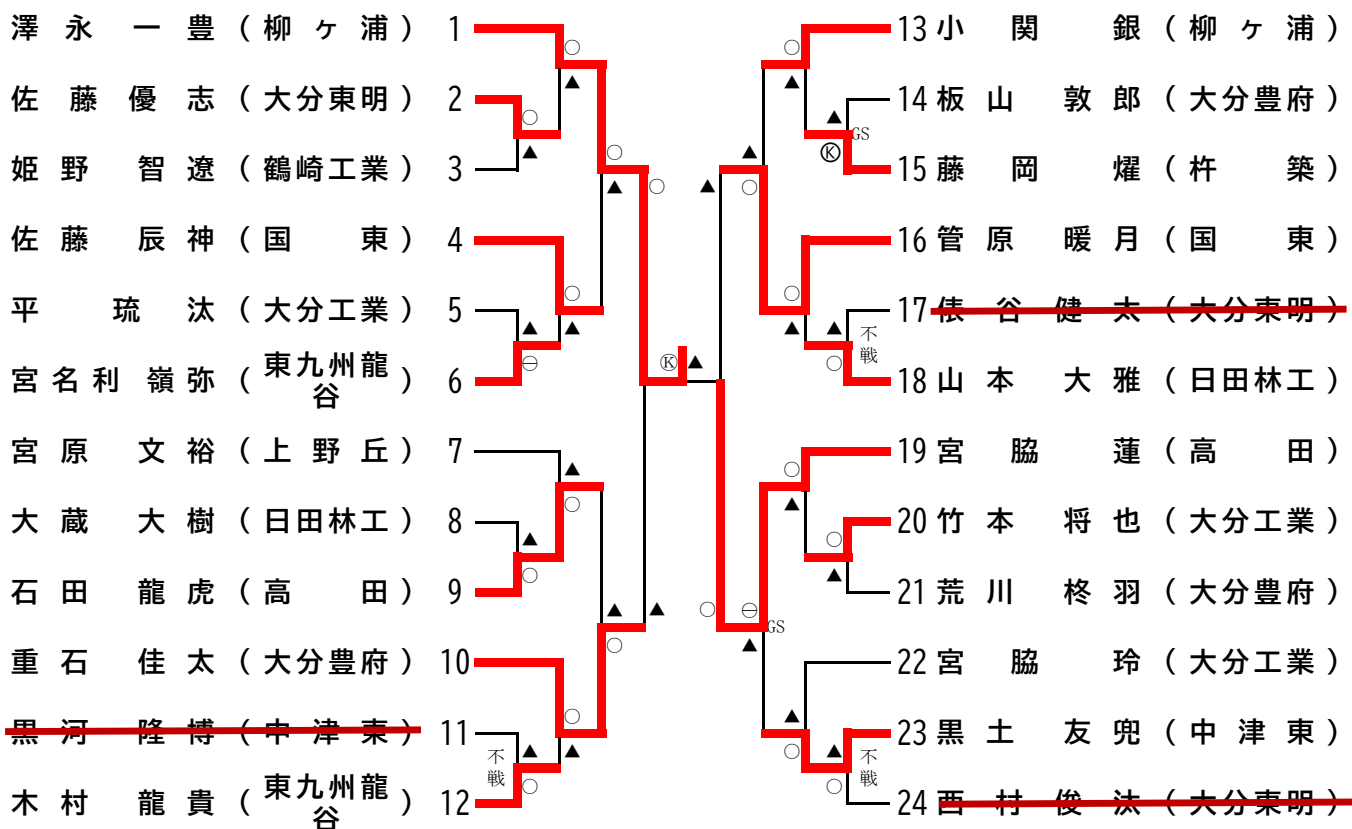 澤永一豊（柳ヶ浦） 1
佐藤優志（大分東明） 2
姫野智遼（鶴崎工業） 3
佐藤辰神（国東） 4
平琉汰（大分工業） 5
宮名利嶺弥（東九州龍谷） 6
宮原文裕（上野丘） 7
大蔵大樹（日田林工） 8
石田龍虎（高田） 9
重石佳太（大分豊府） 10
黒河隆博（中津東） 11
木村龍貴（東九州龍谷） 12
○
▲
○
▲
○
▲
○
○
▲
▲
⊖
▲
○
▲
○
▲
○
▲
○
▲
不戦
▲
○
Ⓚ
▲
13 小関銀（柳ヶ浦）
14 板山敦郎（大分豊府）
15 藤岡燿（杵築）
16 管原暖月（国東）
17 俵谷健太（大分東明）
18 山本大雅（日田林工）
19 宮脇蓮（高田）
20 竹本将也（大分工業）
21 荒川柊羽（大分豊府）
22 宮脇玲（大分工業）
23 黒土友兜（中津東）
24 西村俊汰（大分東明）
○
▲
▲
GS
Ⓚ
▲
○
▲
○
▲
▲
不戦
○
○
▲
○
▲
○
⊖
GS
▲
▲
○
▲
不戦
○